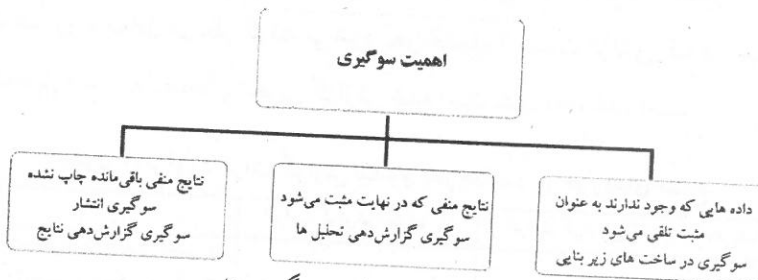 اهمیت سوگیری
داده هایی که وجود ندارند به عنوان
مثبت تلقی می‌شود
سوگیری در ساخت های زیر بنایی
نتایج منفی که در نهایت مثبت می‌شود
سوگیری گزارش‌دهی تحلیل ها
نتایج منفی باقی‌مانده چاپ نشده
سوگیری انتشار
سوگیری گزارش‌دهی نتایج